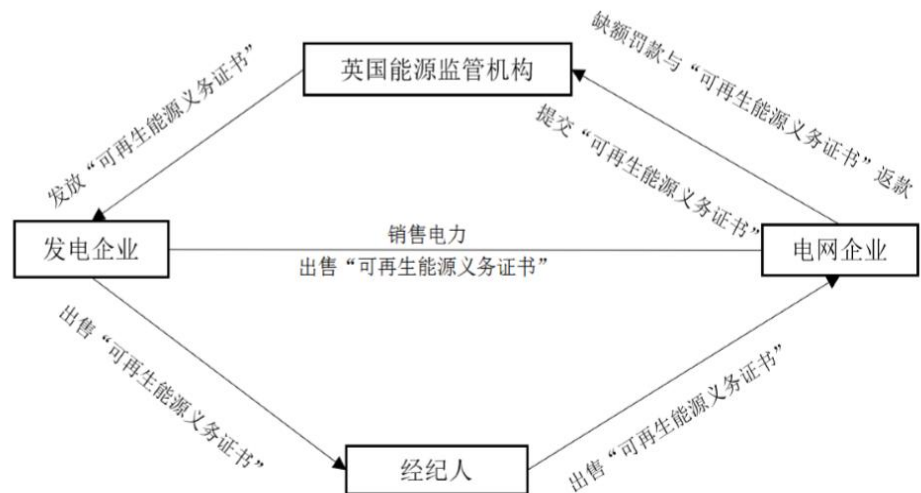 英国能源监管机构
缺额罚款与“可再生能源义务证书”返款
发放“可再生能源义务证书”
提交“可再生能源义务证书”
发电企业
销售电力
出售“可再生能源义务证书”
电网企业
出售“可再生能源义务证书”
出售“可再生能源义务证书”
经纪人